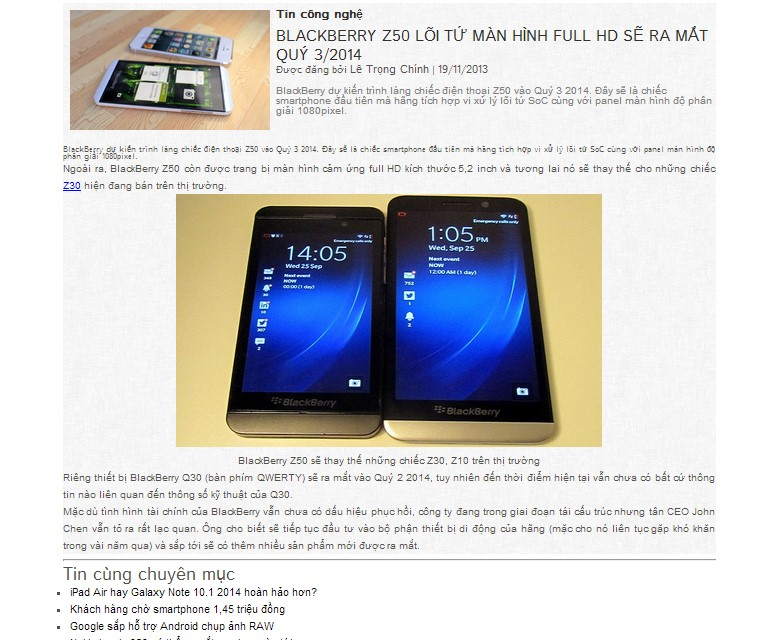 Tin công nghệ
BLACKBERRY Z50 LÕI TỨ MÀN HÌNH FULL HD SẼ RA MẮT
QUÝ 3/2014
Được đăng bởi Lê Trọng Chính | 19/11/2013
BlackBerry dự kiến trình làng chiếc điện thoại Z50 vào Quý 3 2014. Đây sẽ là chiếc
smartphone đầu tiên mà hãng tích hợp vi xử lý lõi tứ SoC cùng với panel màn hình độ phân
giải 1080pixel.
BlackBerry dự kiến trình làng chiếc điện thoại Z50 vào Quý 3 2014. Đây sẽ là chiếc smartphone đầu tiên mà hãng tích hợp vi xử lý lõi tứ SoC cùng với panel màn hình độ
phân giải 1080pixel.
Ngoài ra, BlackBerry Z50 còn được trang bị màn hình cảm ứng full HD kích thước 5,2 inch và tương lai nó sẽ thay thế cho những chiếc
Z30 hiện đang bán trên thị trường.
Emergency calls only
14:05
Wed 25 Sep
Next event
NOW
00:00 (1 day)
349
30
10
307
2
BlackBerry
Emergency calls only
1:05 PM
Wed, Sep 25
Next event
NOW
12:00 AM (1 day)
752
1
2
BlackBerry
BlackBerry Z50 sẽ thay thế những chiếc Z30, Z10 trên thị trường
Riêng thiết bị BlackBerry Q30 (bàn phím QWERTY) sẽ ra mắt vào Quý 2 2014, tuy nhiên đến thời điểm hiện tại vẫn chưa có bất cứ thông
tin nào liên quan đến thông số kỹ thuật của Q30.
Mặc dù tình hình tài chính của BlackBerry vẫn chưa có dấu hiệu phục hồi, công ty đang trong giai đoạn tái cấu trúc nhưng tân CEO John
Chen vẫn tỏ ra rất lạc quan. Ông cho biết sẽ tiếp tục đầu tư vào bộ phận thiết bị di động của hãng (mặc cho nó liên tục gặp khó khăn
trong vài năm qua) và sắp tới sẽ có thêm nhiều sản phẩm mới được ra mắt.
Tin cùng chuyên mục
iPad Air hay Galaxy Note 10.1 2014 hoàn hảo hơn?
Khách hàng chờ smartphone 1,45 triệu đồng
Google sắp hỗ trợ Android chụp ảnh RAW